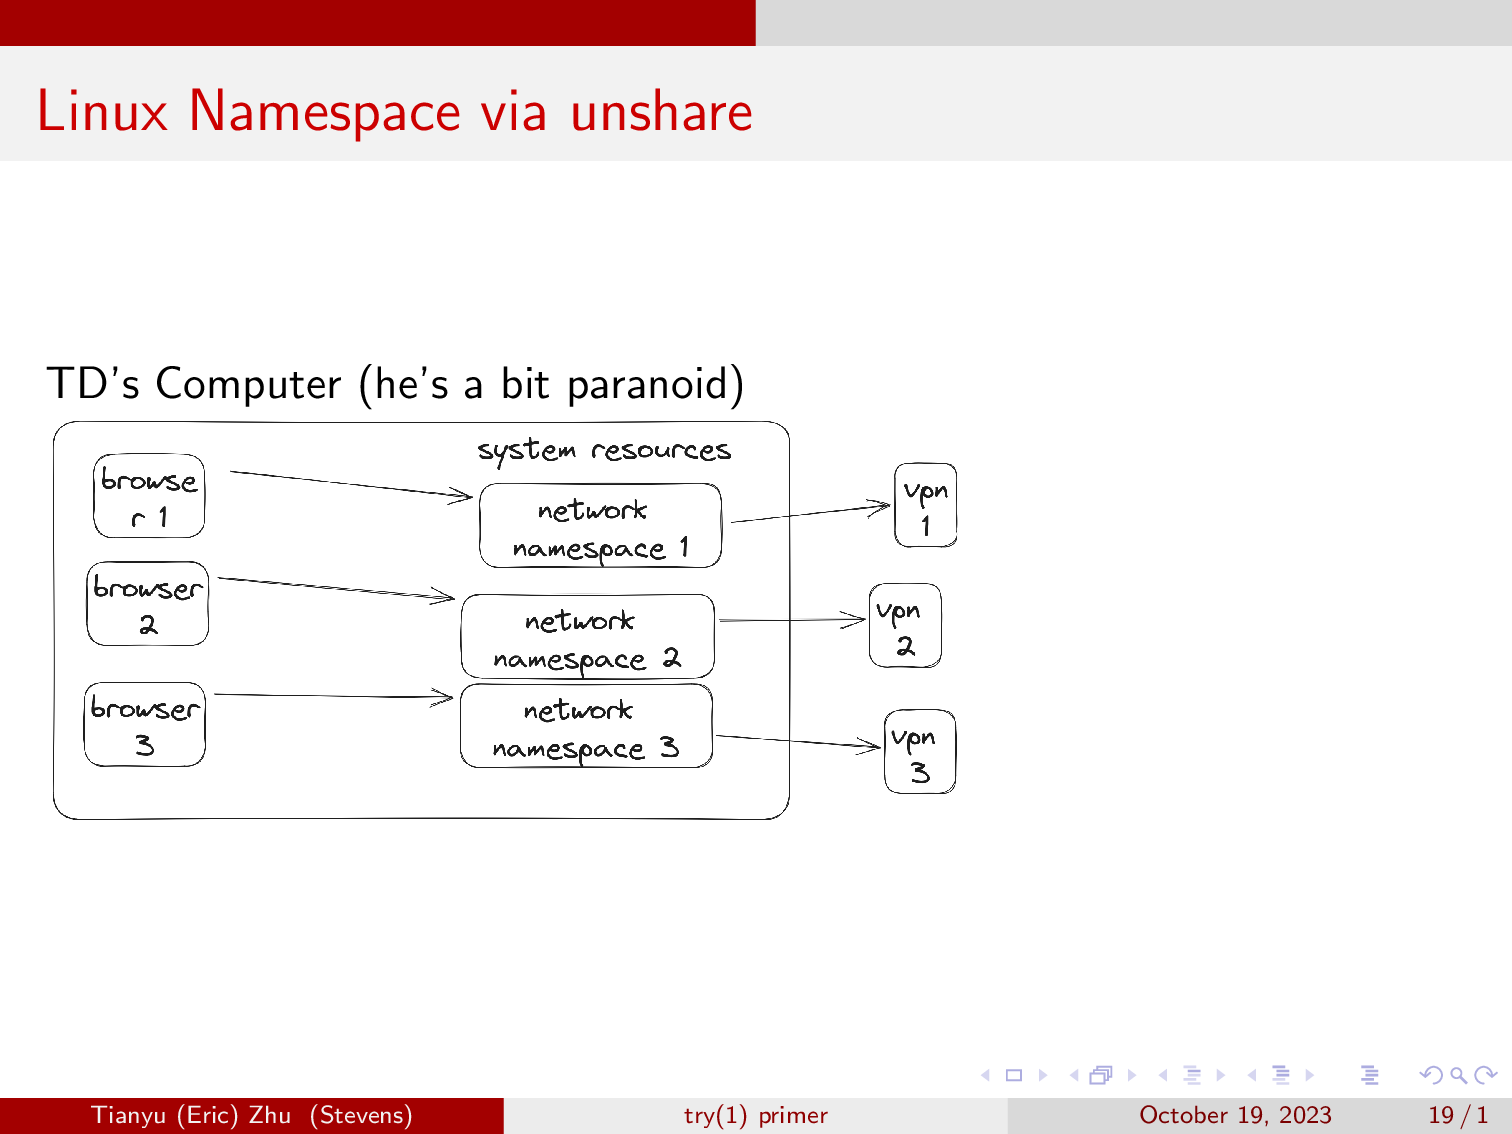 Linux Namespace via unshare
TD's Computer (he's a bit paranoid)
system resources
browse
r 1
network
namespace 1
vpn
1
browser
2
network
namespace 2
vpn
2
browser
3
network
namespace 3
vpn
3
Tianyu (Eric) Zhu (Stevens)
try(1) primer
October 19, 2023
19 / 1